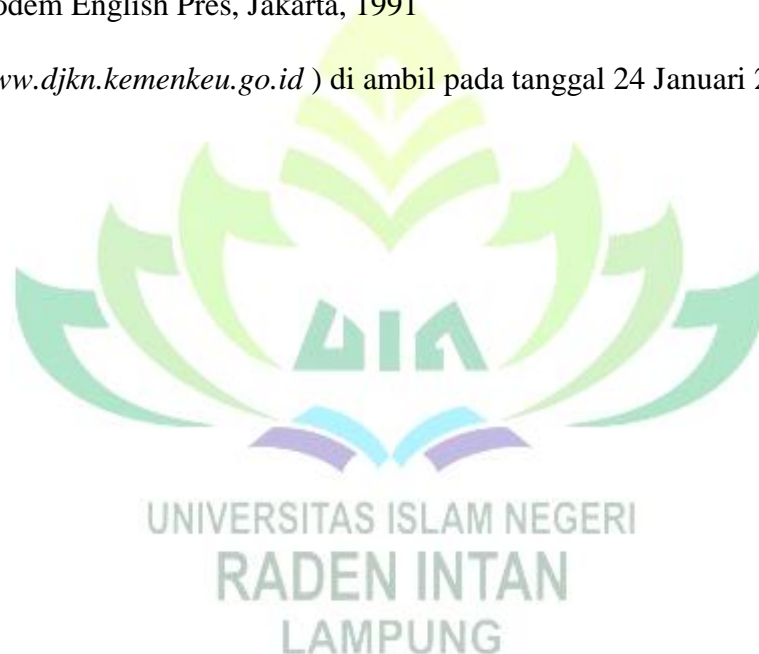 odem English Pres, Jakarta, 1991
ww.djkn.kemenkeu.go.id ) di ambil pada tanggal 24 Januari 2
UIN
UNIVERSITAS ISLAM NEGERI
RADEN INTAN
LAMPUNG